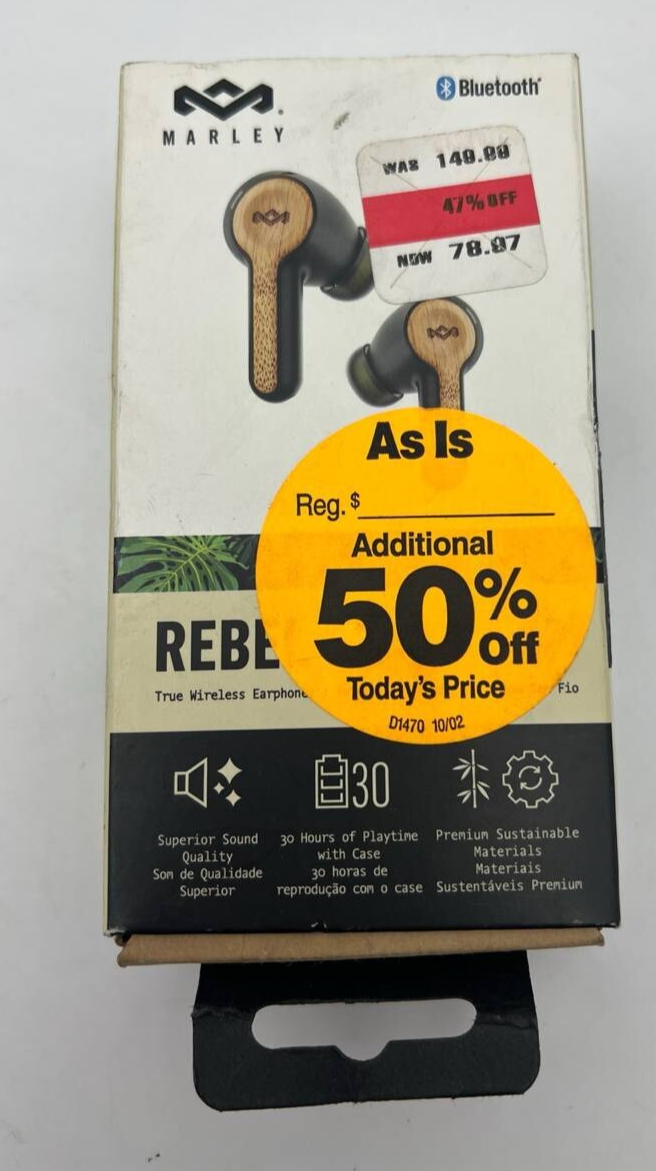 MARLEY
Bluetooth®
WAS 149.99
47% OFF
NOW 78.97
As Is
Reg. $
Additional
50% Off
Today's Price
D1470 10/02
REBE
True Wireless Earphone
Fio
30
Superior Sound
Quality
Som de Qualidade
Superior
30 Hours of Playtime
with Case
30 horas de
reprodução com o case
Premium Sustainable
Materials
Materiais
Sustentáveis Premium